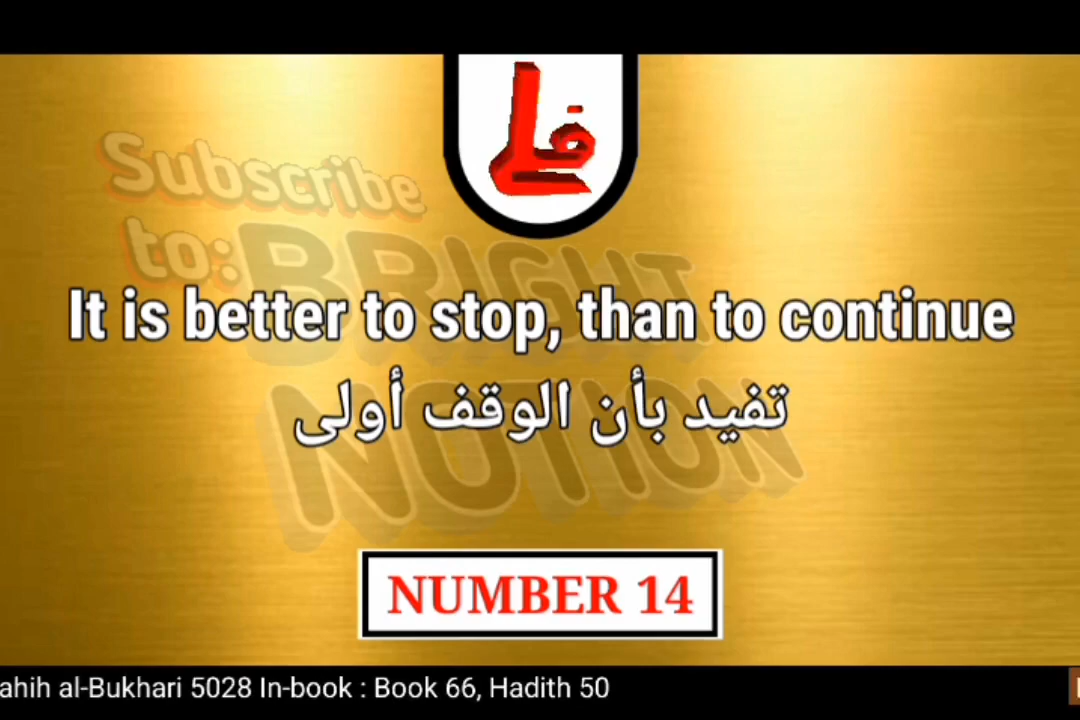 قلى
Subscribe
to: BRIGHT
NOTION
It is better to stop, than to continue
تفيد بأن الوقف أولى
NUMBER 14
ahih al-Bukhari 5028 In-book : Book 66, Hadith 50